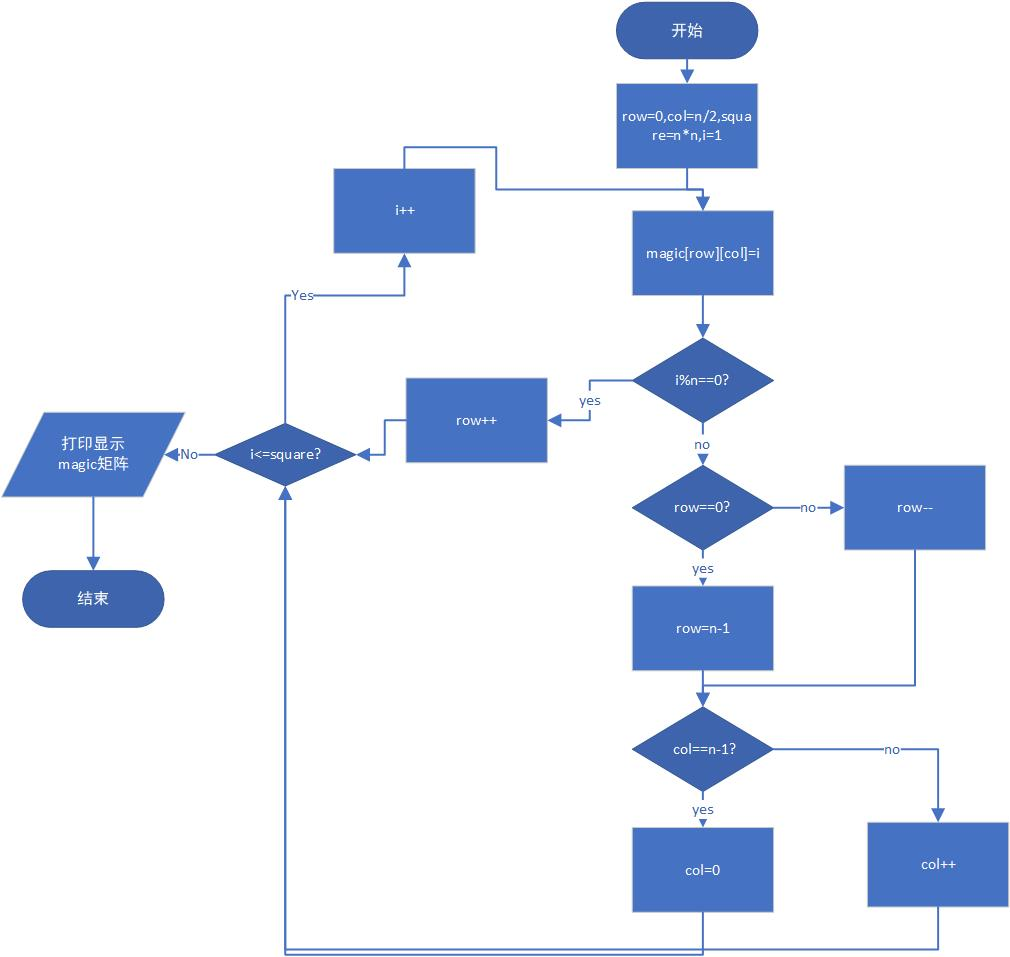 开始
row=0,col=n/2,squa
re=n*n,i=1
i++
magic[row][col]=i
Yes
i%n==0?
yes
row++
no
打印显示
magic矩阵
No
i<=square?
row==0?
no
row--
yes
结束
row=n-1
col==n-1?
no
yes
col=0
col++